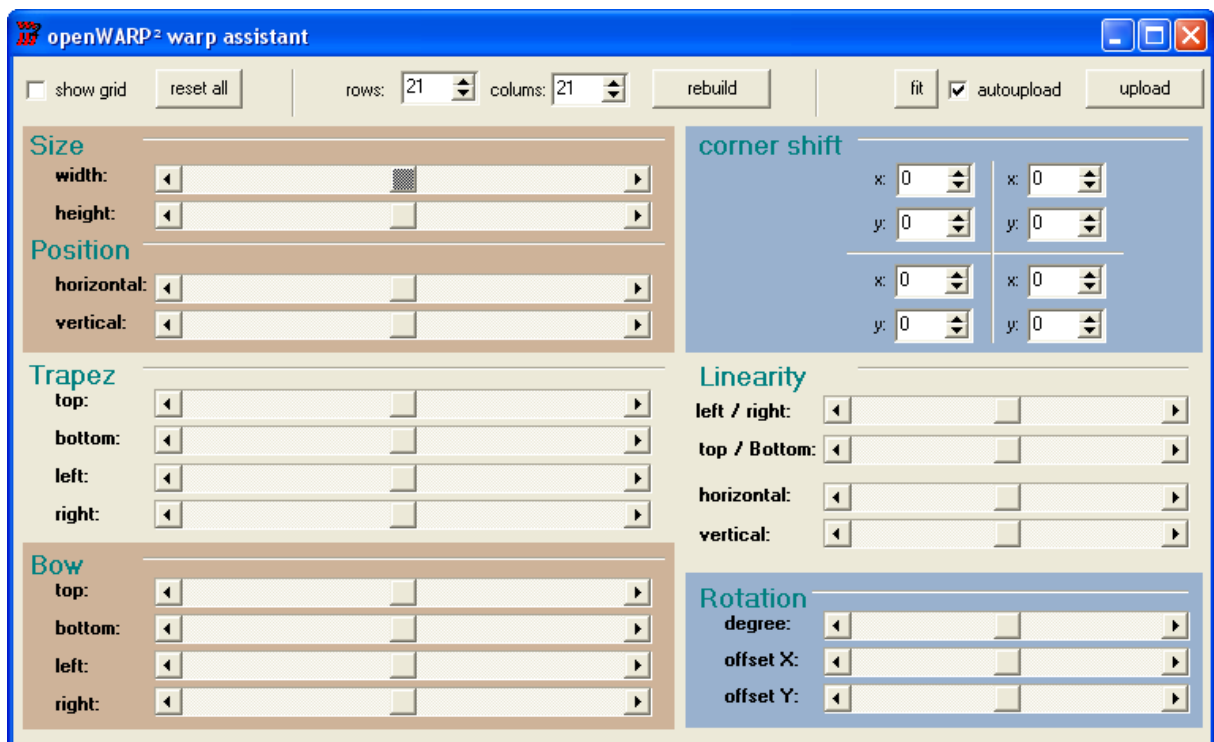 openWARP² warp assistant
show grid reset all rows: 21 colums: 21 rebuild fit autoupload upload
Size
width:
height:
Position
horizontal:
vertical:
corner shift
x: 0 x: 0
y: 0 y: 0
x: 0 x: 0
y: 0 y: 0
Trapez
top:
bottom:
left:
right:
Linearity
left / right:
top / Bottom:
horizontal:
vertical:
Bow
top:
bottom:
left:
right:
Rotation
degree:
offset X:
offset Y: